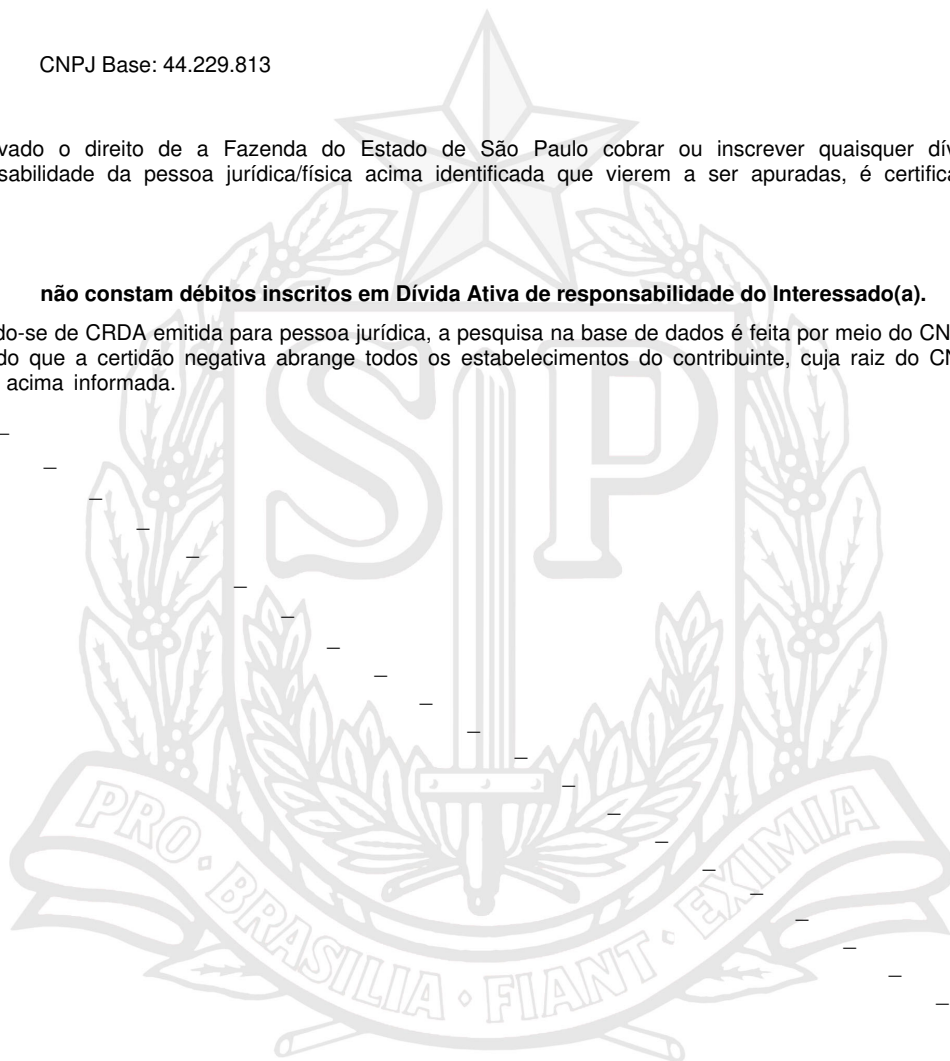 CNPJ Base: 44.229.813
vado o direito de a Fazenda do Estado de São Paulo cobrar ou inscrever quaisquer dív
sabilidade da pessoa jurídica/física acima identificada que vierem a ser apuradas, é certifica
não constam débitos inscritos em Dívida Ativa de responsabilidade do Interessado(a).
do-se de CRDA emitida para pessoa jurídica, a pesquisa na base de dados é feita por meio do CN
do que a certidão negativa abrange todos os estabelecimentos do contribuinte, cuja raiz do CN
acima informada.
SP
PRO • BRASILIA • FIANT • EXIMIA